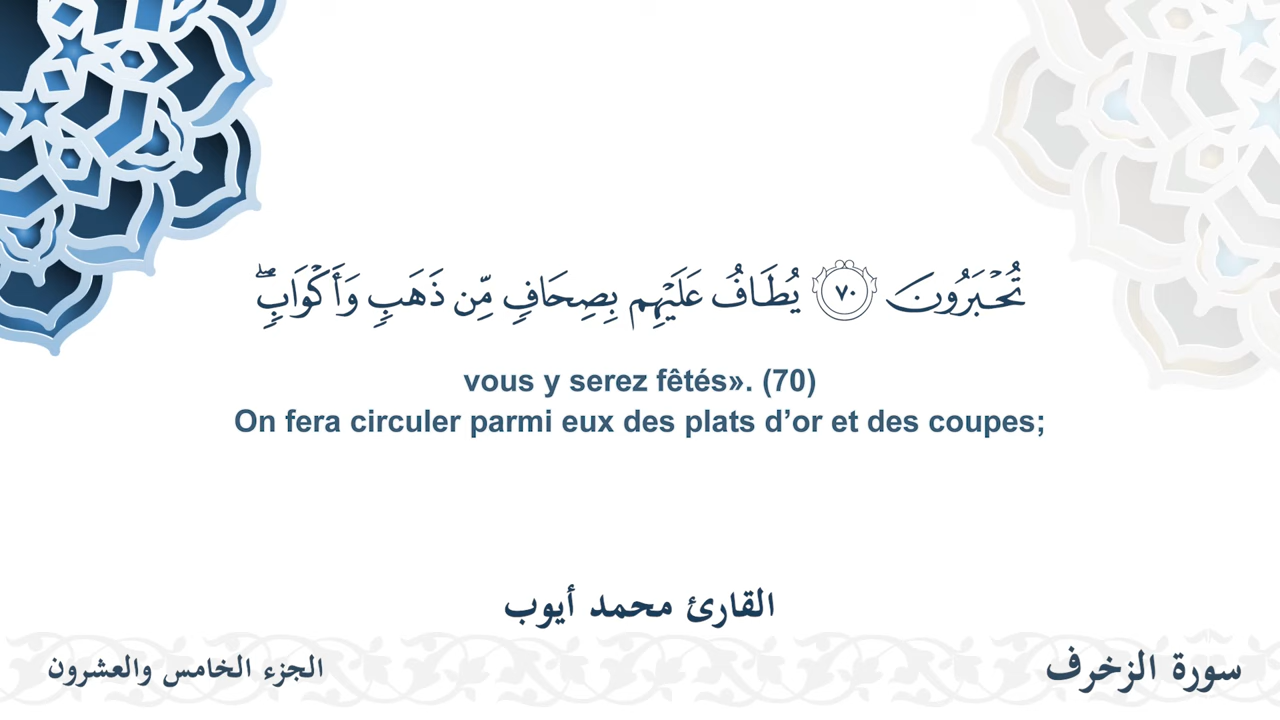 تُحۡبَرُونَ ٧٠ يُطَافُ عَلَيۡهِم بِصِحَافٖ مِّن ذَهَبٖ وَأَكۡوَابٖۖ
vous y serez fêtés». (70)
On fera circuler parmi eux des plats d’or et des coupes;
القارئ محمد أيوب
سورة الزخرف
الجزء الخامس والعشرون